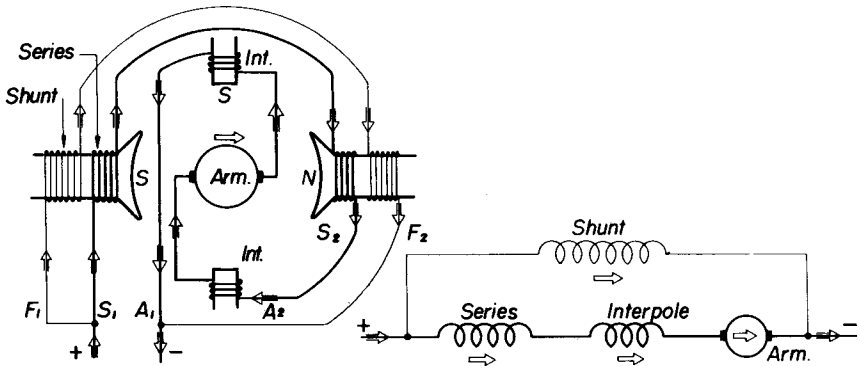 Series
Shunt
Int.
S
S
Arm.
N
Int.
F1 S1 A1 A2 S2 F2
+ −
Shunt
+ Series Interpole −
Arm.